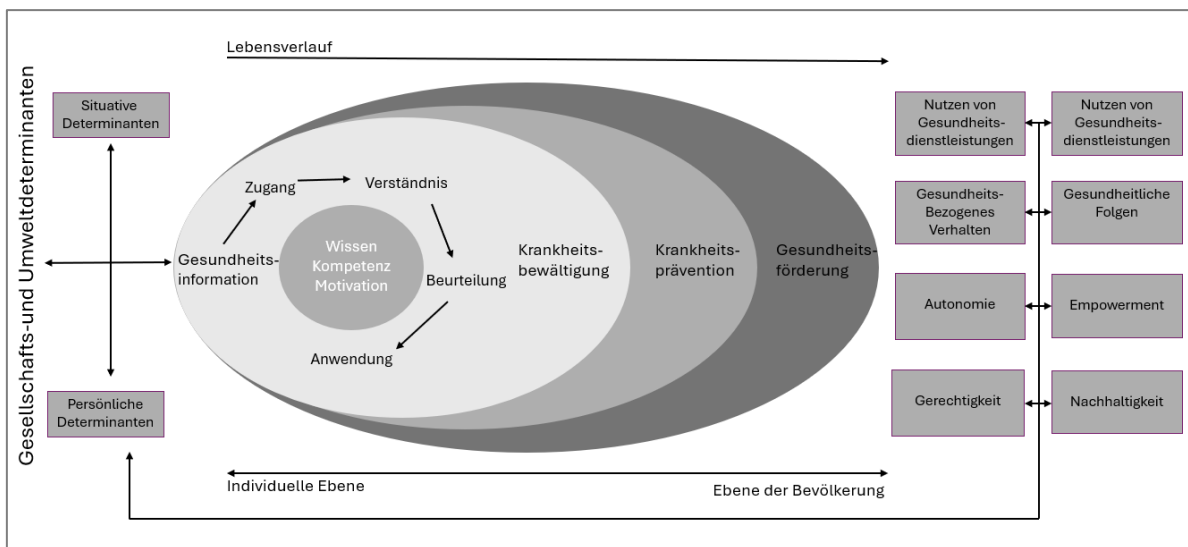 Lebensverlauf
Gesellschafts-und Umweltdeterminanten
Situative
Determinanten
Persönliche
Determinanten
Gesundheits-
information
Zugang
Verständnis
Wissen
Kompetenz
Motivation
Beurteilung
Anwendung
Krankheits-
bewältigung
Krankheits-
prävention
Gesundheits-
förderung
Individuelle Ebene
Ebene der Bevölkerung
Nutzen von
Gesundheits-
dienstleistungen
Nutzen von
Gesundheits-
dienstleistungen
Gesundheits-
Bezogenes
Verhalten
Gesundheitliche
Folgen
Autonomie
Empowerment
Gerechtigkeit
Nachhaltigkeit